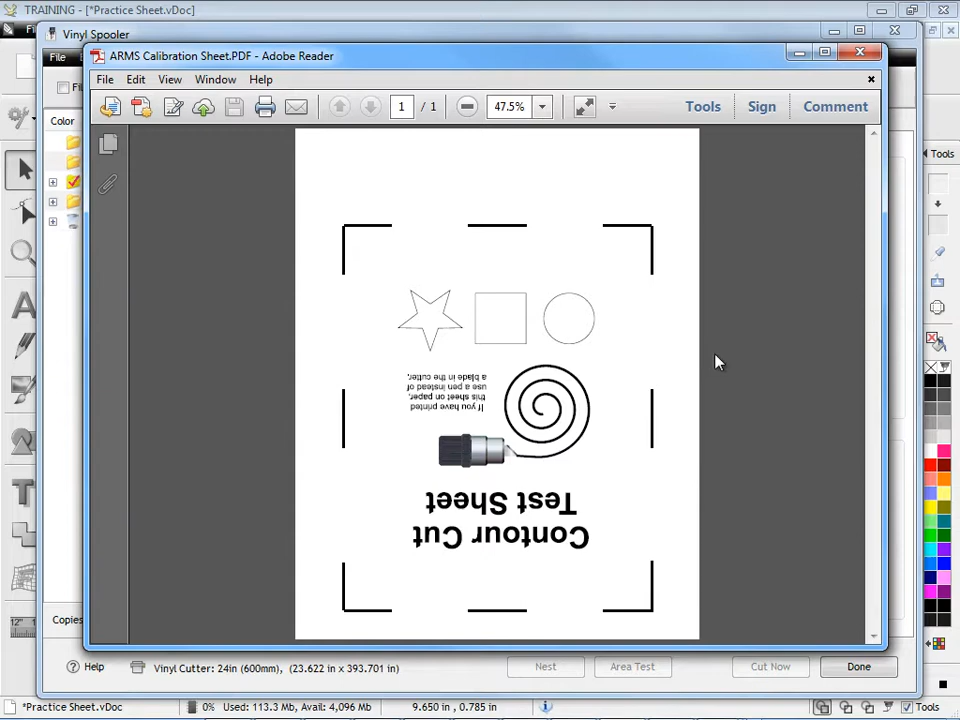 TRAINING - [*Practice Sheet.vDoc]
Vinyl Spooler
File
ARMS Calibration Sheet.PDF - Adobe Reader
File Edit View Window Help
1 / 1 47.5% Tools Sign Comment
Color
Tools
If you have printed
this sheet on paper,
use a pen instead of
a blade in the cutter,
Contour Cut
Test Sheet
Copies
12"
Help Vinyl Cutter: 24in (600mm), (23.622 in x 393.701 in) Nest Area Test Cut Now Done
*Practice Sheet.vDoc 0% Used: 113.3 Mb, Avail: 4,096 Mb 9.650 in , 0.785 in Tools